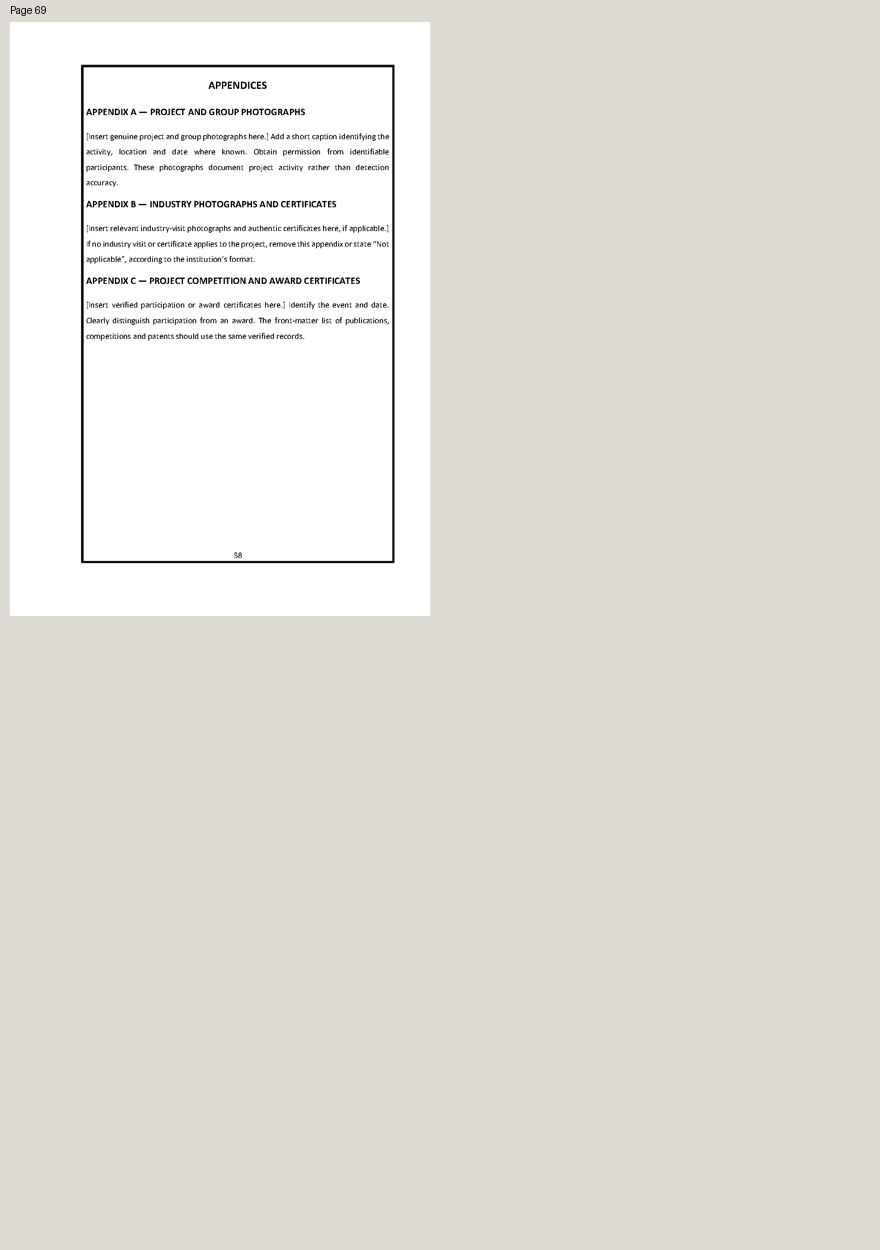 Page 69
APPENDICES
APPENDIX A — PROJECT AND GROUP PHOTOGRAPHS
[Insert genuine project and group photographs here.] Add a short caption identifying the
activity, location and date where known. Obtain permission from identifiable
participants. These photographs document project activity rather than detection
accuracy.
APPENDIX B — INDUSTRY PHOTOGRAPHS AND CERTIFICATES
[Insert relevant industry-visit photographs and authentic certificates here, if applicable.]
If no industry visit or certificate applies to the project, remove this appendix or state “Not
applicable”, according to the institution’s format.
APPENDIX C — PROJECT COMPETITION AND AWARD CERTIFICATES
[Insert verified participation or award certificates here.] Identify the event and date.
Clearly distinguish participation from an award. The front-matter list of publications,
competitions and patents should use the same verified records.
58